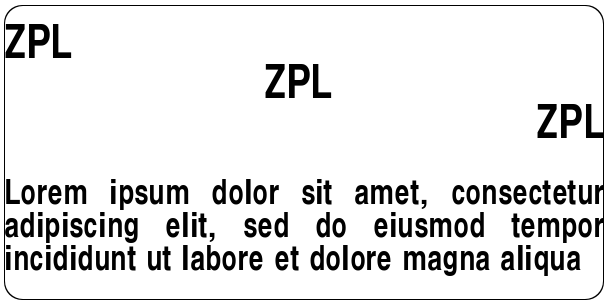 ZPL
ZPL
ZPL
Lorem ipsum dolor sit amet, consectetur
adipiscing elit, sed do eiusmod tempor
incididunt ut labore et dolore magna aliqua